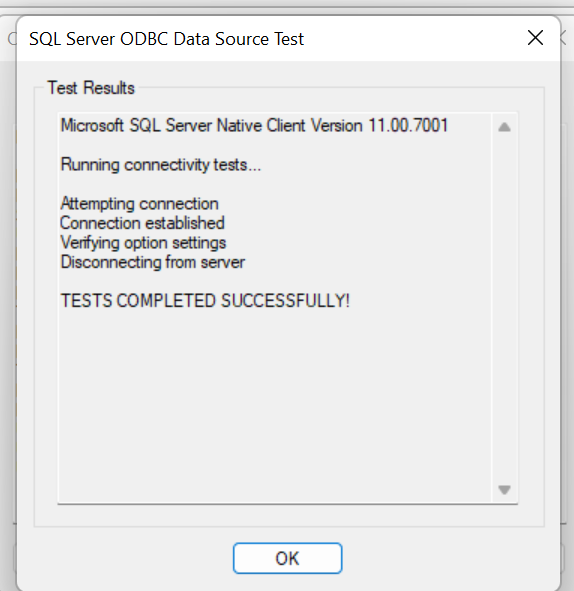 SQL Server ODBC Data Source Test
Test Results
Microsoft SQL Server Native Client Version 11.00.7001
Running connectivity tests...
Attempting connection
Connection established
Verifying option settings
Disconnecting from server
TESTS COMPLETED SUCCESSFULLY!
OK